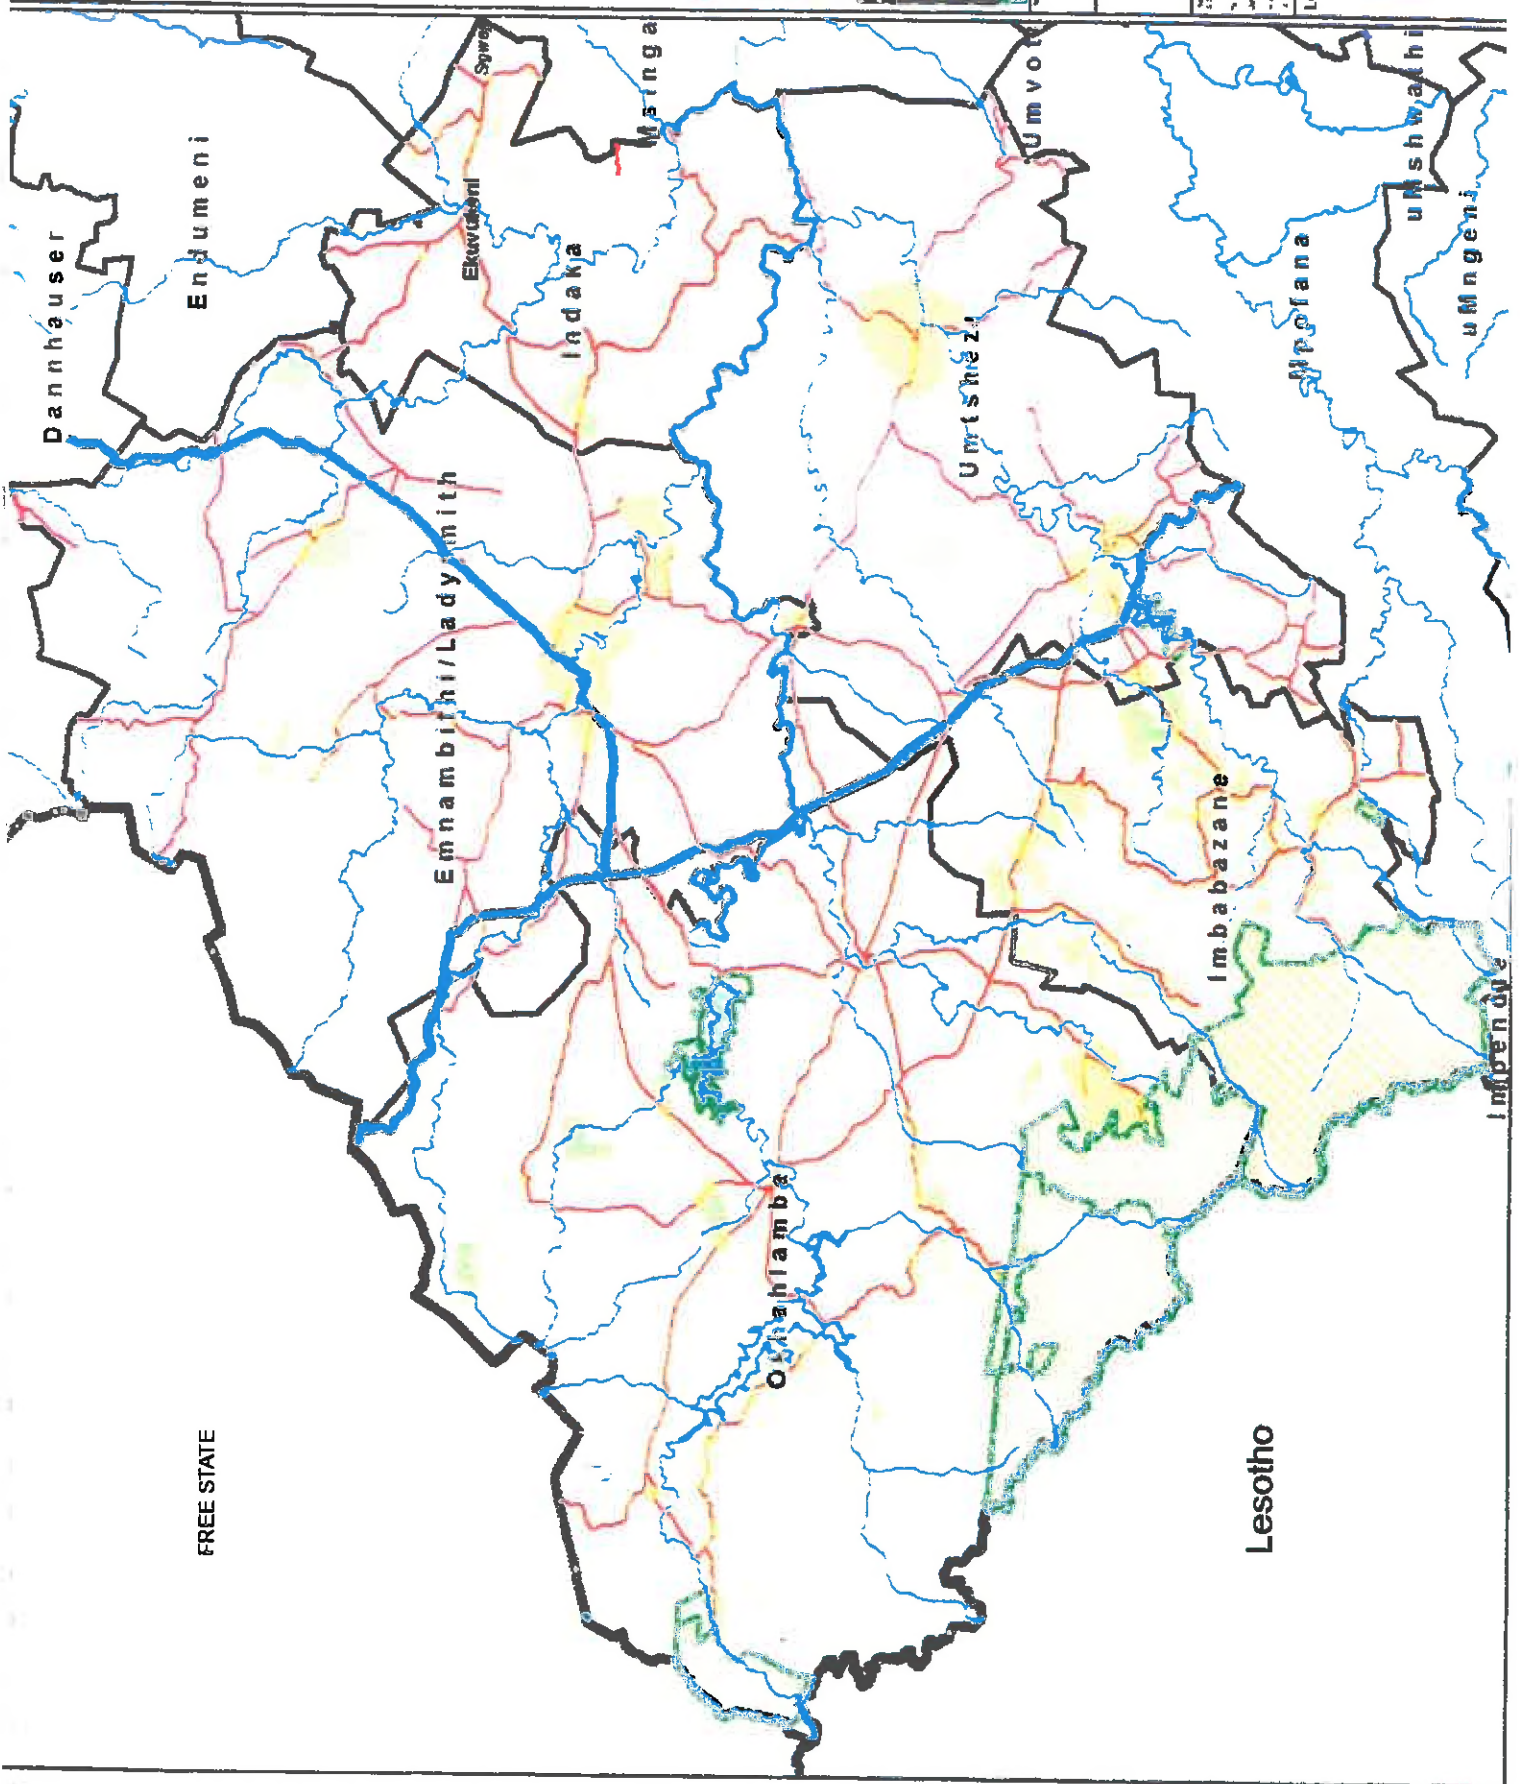 Dannhauser
Endumeni
FREE STATE
Emnambithi/Ladysmith
Ekuvukeni
Indaka
Msinga
Okhahlamba
Umtshezi
Umvoti
Imbabazane
Lesotho
Mpofana
uMshwathi
uMngeni
Impendle